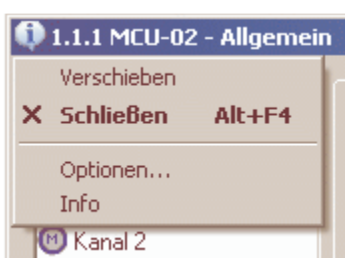 1.1.1 MCU-02 - Allgemein
Verschieben
Schließen Alt+F4
Optionen...
Info
M Kanal 2